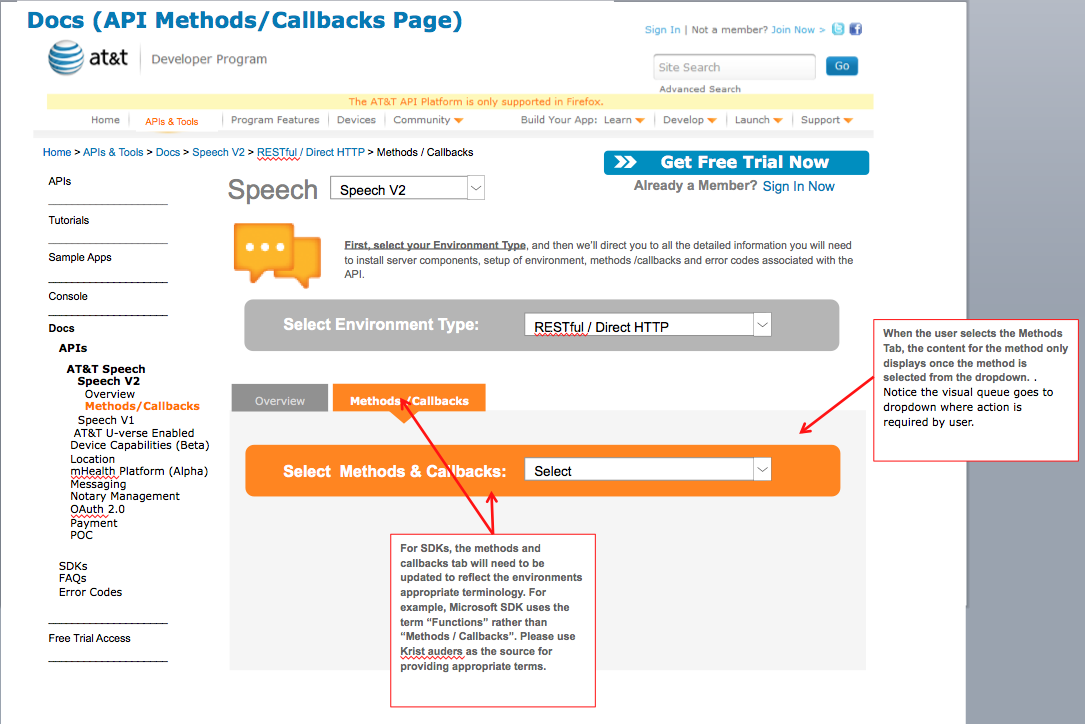 Docs (API Methods/Callbacks Page)
Sign In | Not a member? Join Now >
at&t Developer Program
Site Search
Go
Advanced Search
The AT&T API Platform is only supported in Firefox.
Home
APIs & Tools
Program Features
Devices
Community
Build Your App:
Learn
Develop
Launch
Support
Home > APIs & Tools > Docs > Speech V2 > RESTful / Direct HTTP > Methods / Callbacks
Get Free Trial Now
Already a Member? Sign In Now
APIs
Tutorials
Sample Apps
Console
Docs
APIs
AT&T Speech
Speech V2
Overview
Methods/Callbacks
Speech V1
AT&T U-verse Enabled
Device Capabilities (Beta)
Location
mHealth Platform (Alpha)
Messaging
Notary Management
OAuth 2.0
Payment
POC
SDKs
FAQs
Error Codes
Free Trial Access
Speech
Speech V2
First, select your Environment Type, and then we'll direct you to all the detailed information you will need
to install server components, setup of environment, methods /callbacks and error codes associated with the
API.
Select Environment Type:
RESTful / Direct HTTP
Overview
Methods /Callbacks
Select Methods & Callbacks:
Select
When the user selects the Methods
Tab, the content for the method only
displays once the method is
selected from the dropdown. .
Notice the visual queue goes to
dropdown where action is
required by user.
For SDKs, the methods and
callbacks tab will need to be
updated to reflect the environments
appropriate terminology. For
example, Microsoft SDK uses the
term “Functions” rather than
“Methods / Callbacks”. Please use
Krist auders as the source for
providing appropriate terms.